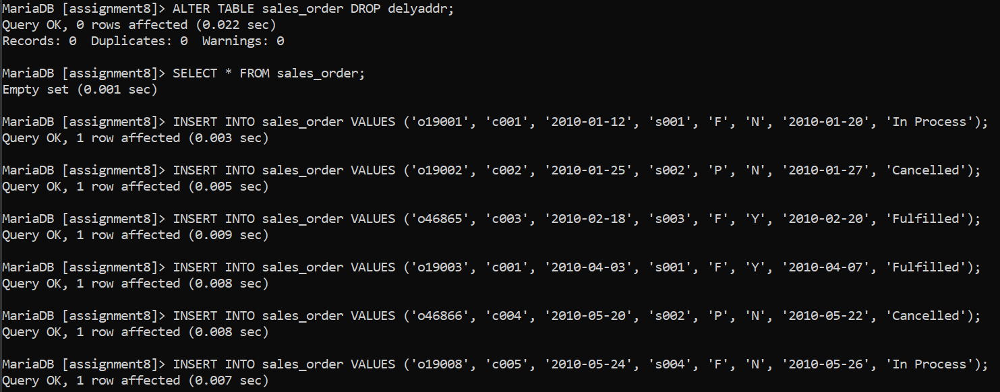 MariaDB [assignment8]> ALTER TABLE sales_order DROP delyaddr;
Query OK, 0 rows affected (0.022 sec)
Records: 0  Duplicates: 0  Warnings: 0
MariaDB [assignment8]> SELECT * FROM sales_order;
Empty set (0.001 sec)
MariaDB [assignment8]> INSERT INTO sales_order VALUES ('o19001', 'c001', '2010-01-12', 's001', 'F', 'N', '2010-01-20', 'In Process');
Query OK, 1 row affected (0.003 sec)
MariaDB [assignment8]> INSERT INTO sales_order VALUES ('o19002', 'c002', '2010-01-25', 's002', 'P', 'N', '2010-01-27', 'Cancelled');
Query OK, 1 row affected (0.005 sec)
MariaDB [assignment8]> INSERT INTO sales_order VALUES ('o46865', 'c003', '2010-02-18', 's003', 'F', 'Y', '2010-02-20', 'Fulfilled');
Query OK, 1 row affected (0.009 sec)
MariaDB [assignment8]> INSERT INTO sales_order VALUES ('o19003', 'c001', '2010-04-03', 's001', 'F', 'Y', '2010-04-07', 'Fulfilled');
Query OK, 1 row affected (0.008 sec)
MariaDB [assignment8]> INSERT INTO sales_order VALUES ('o46866', 'c004', '2010-05-20', 's002', 'P', 'N', '2010-05-22', 'Cancelled');
Query OK, 1 row affected (0.008 sec)
MariaDB [assignment8]> INSERT INTO sales_order VALUES ('o19008', 'c005', '2010-05-24', 's004', 'F', 'N', '2010-05-26', 'In Process');
Query OK, 1 row affected (0.007 sec)